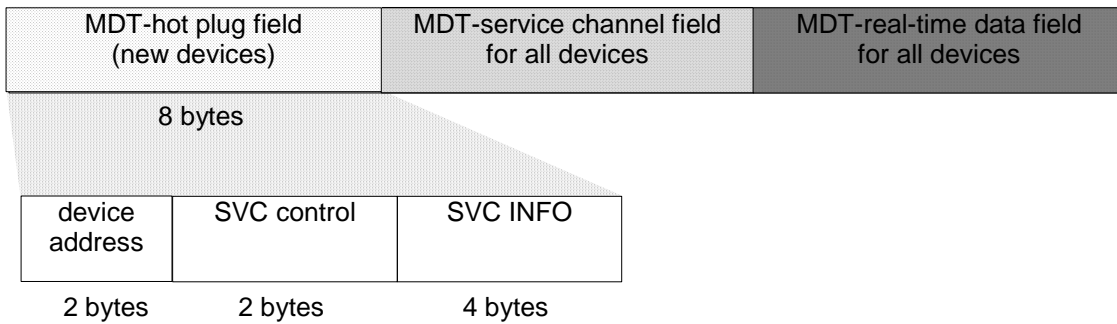 MDT-hot plug field
(new devices)
MDT-service channel field
for all devices
MDT-real-time data field
for all devices
8 bytes
device
address
SVC control
SVC INFO
2 bytes
2 bytes
4 bytes